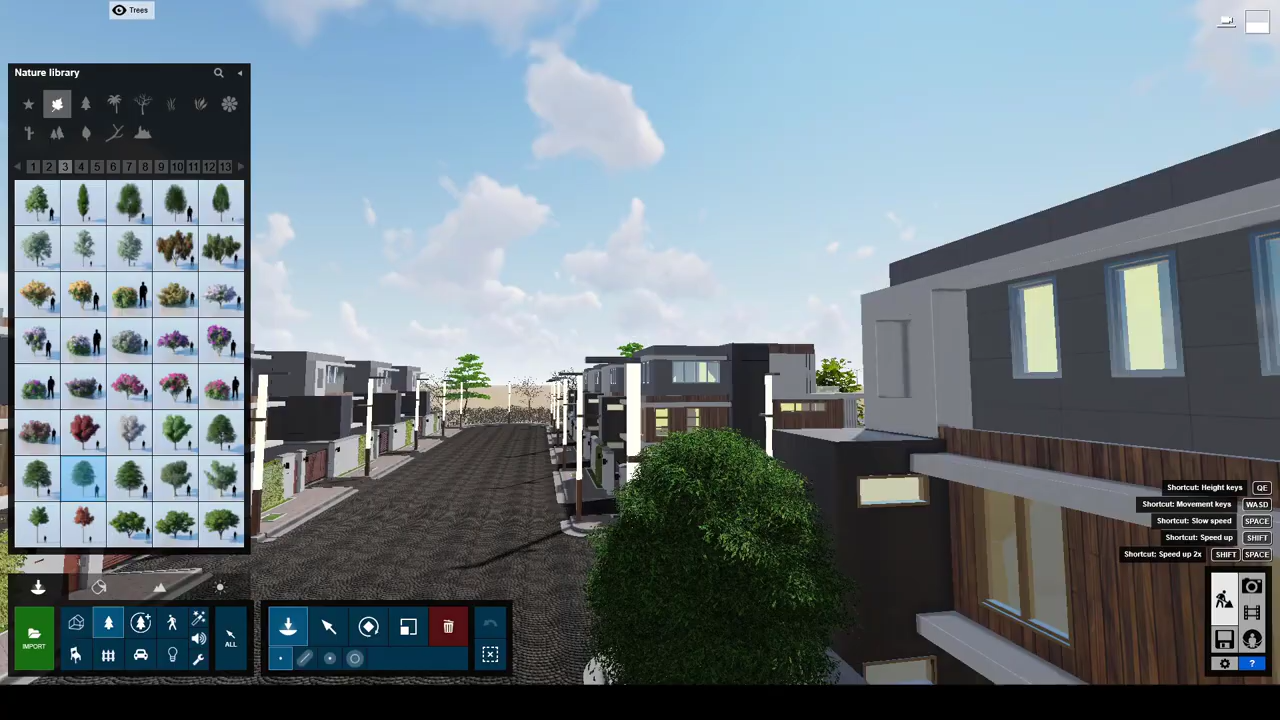 Trees
Nature library
1 2 3 4 5 6 7 8 9 10 11 12 13
Shortcut: Height keys QE
Shortcut: Movement keys WASD
Shortcut: Slow speed SPACE
Shortcut: Speed up SHIFT
Shortcut: Speed up 2x SHIFT SPACE
IMPORT
ALL
?